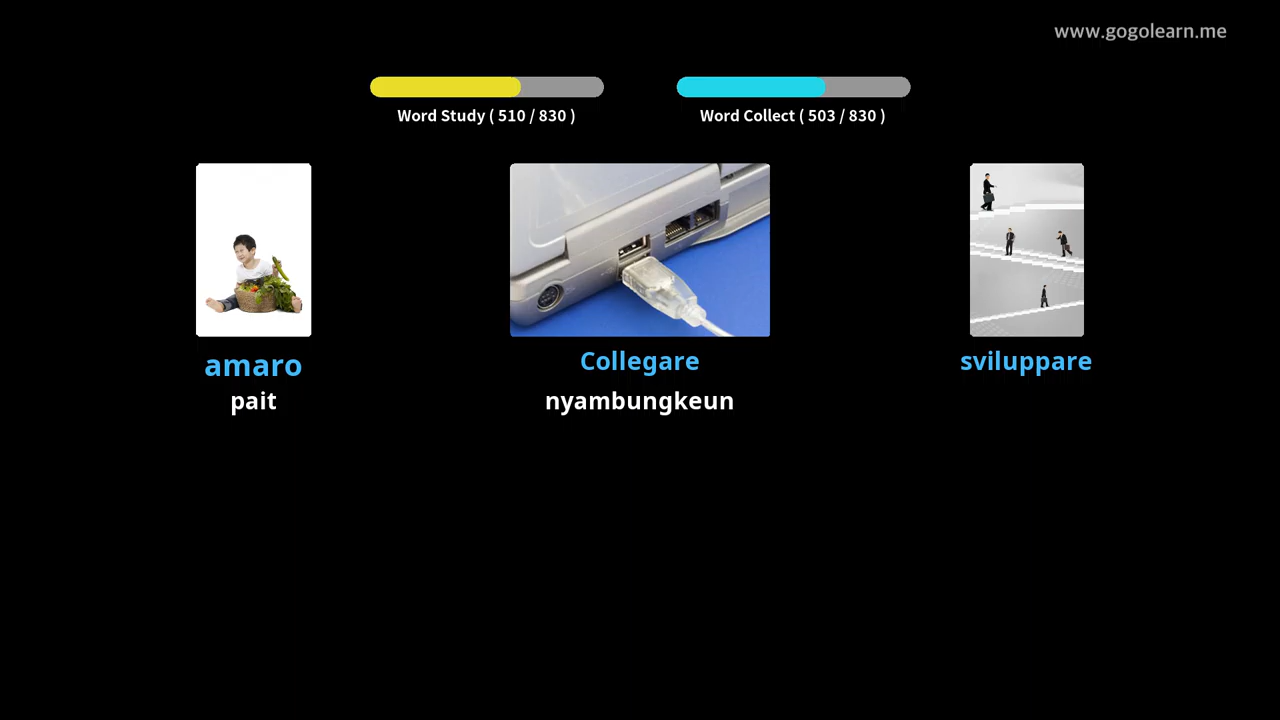 www.gogolearn.me
Word Study ( 510 / 830 )
Word Collect ( 503 / 830 )
amaro
pait
Collegare
nyambungkeun
sviluppare